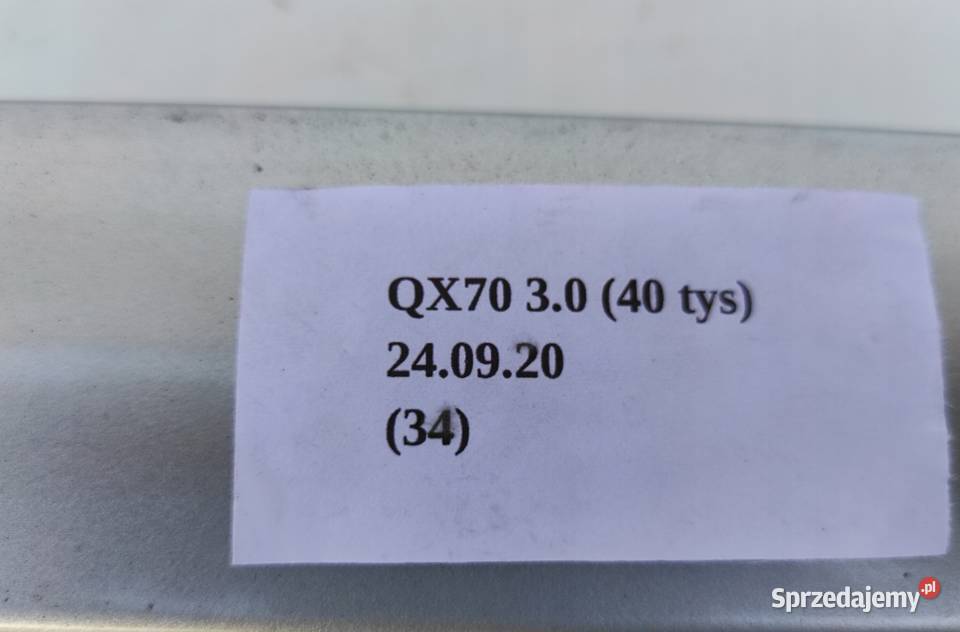 QX70 3.0 (40 tys)
24.09.20
(34)
Sprzedajemy.pl